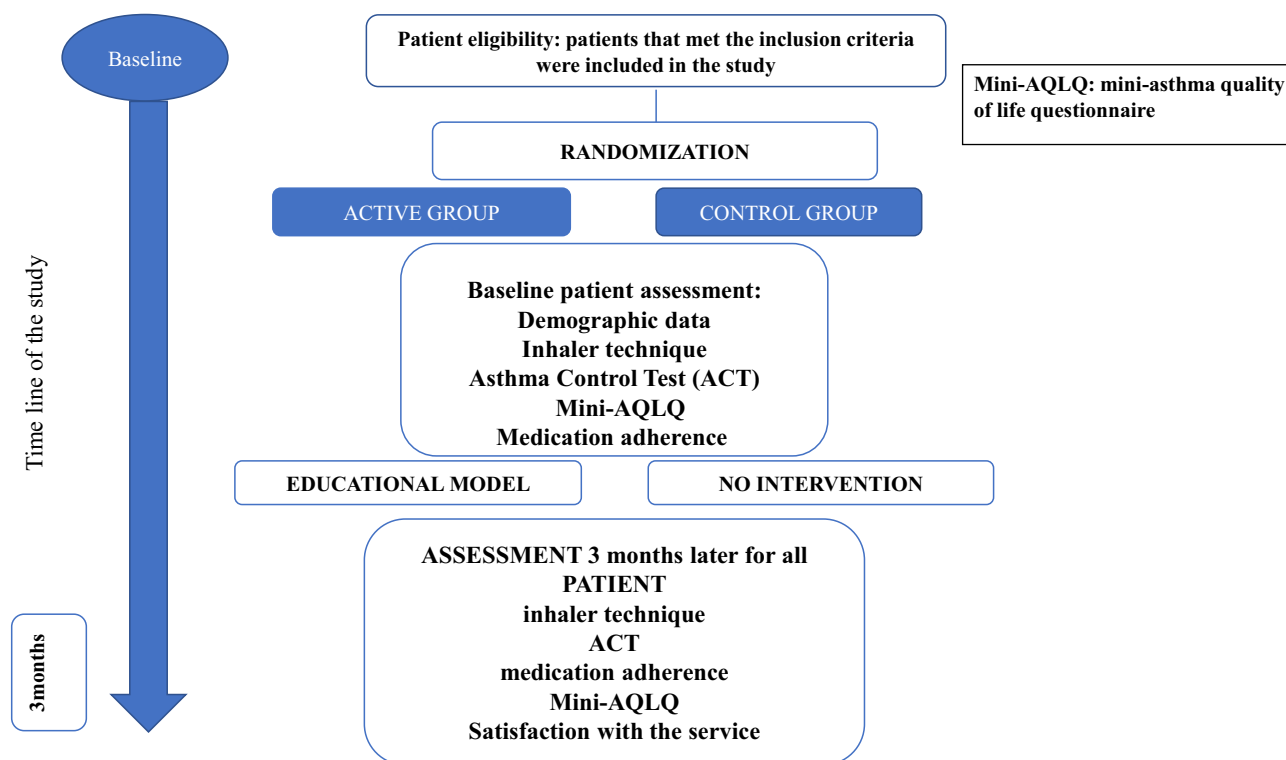 Baseline
Patient eligibility: patients that met the inclusion criteria
were included in the study
Mini-AQLQ: mini-asthma quality
of life questionnaire
RANDOMIZATION
ACTIVE GROUP
CONTROL GROUP
Time line of the study
Baseline patient assessment:
Demographic data
Inhaler technique
Asthma Control Test (ACT)
Mini-AQLQ
Medication adherence
EDUCATIONAL MODEL
NO INTERVENTION
ASSESSMENT 3 months later for all
PATIENT
inhaler technique
ACT
medication adherence
Mini-AQLQ
Satisfaction with the service
3months